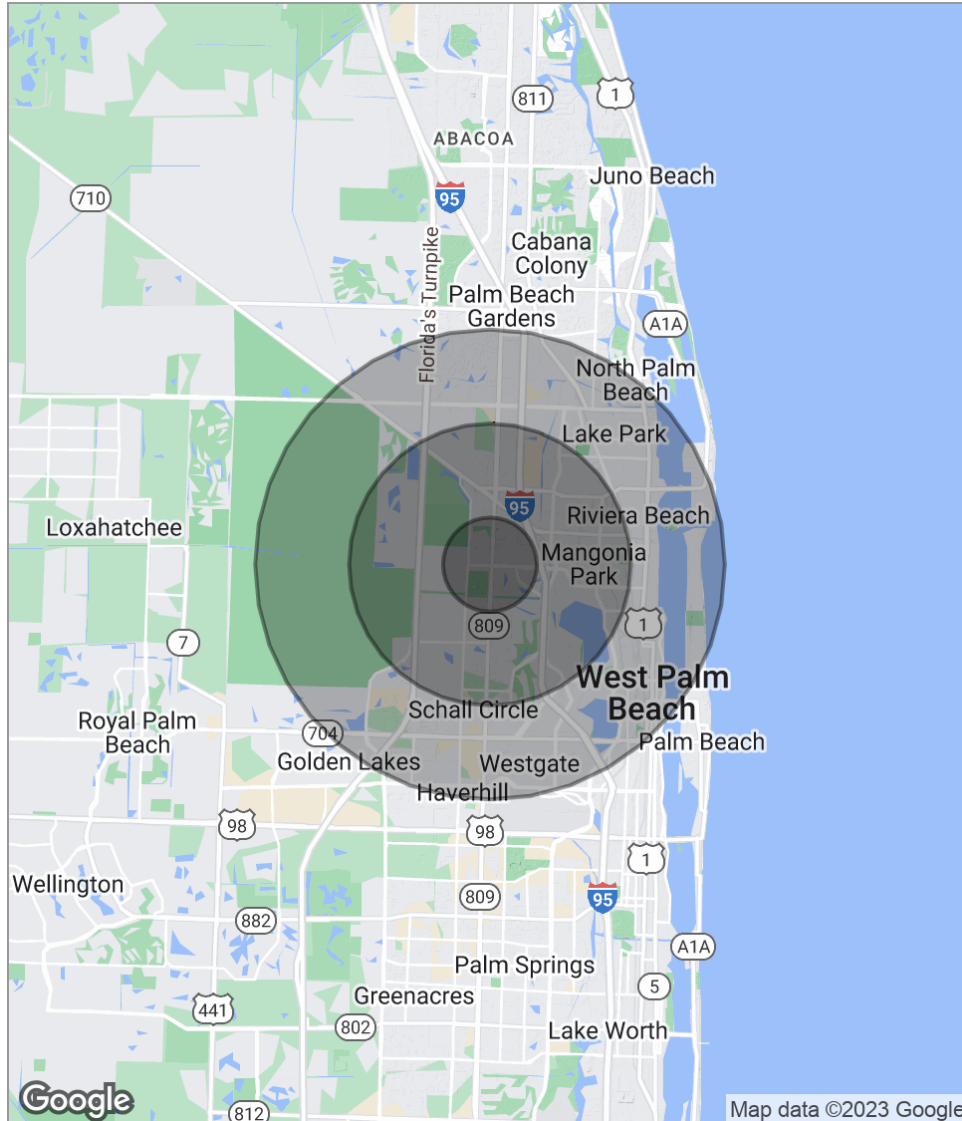 1
811
ABACOA
Juno Beach
95
710
Cabana
Colony
Florida's Turnpike
Palm Beach
Gardens
A1A
North Palm
Beach
Lake Park
95
Riviera Beach
Loxahatchee
Mangonia
Park
809
1
7
West Palm
Beach
Schall Circle
Royal Palm
Beach
704
Palm Beach
Golden Lakes
Westgate
Haverhill
98
98
1
Wellington
809
95
882
A1A
Palm Springs
5
Greenacres
441
802
Lake Worth
Google
812
Map data ©2023 Google